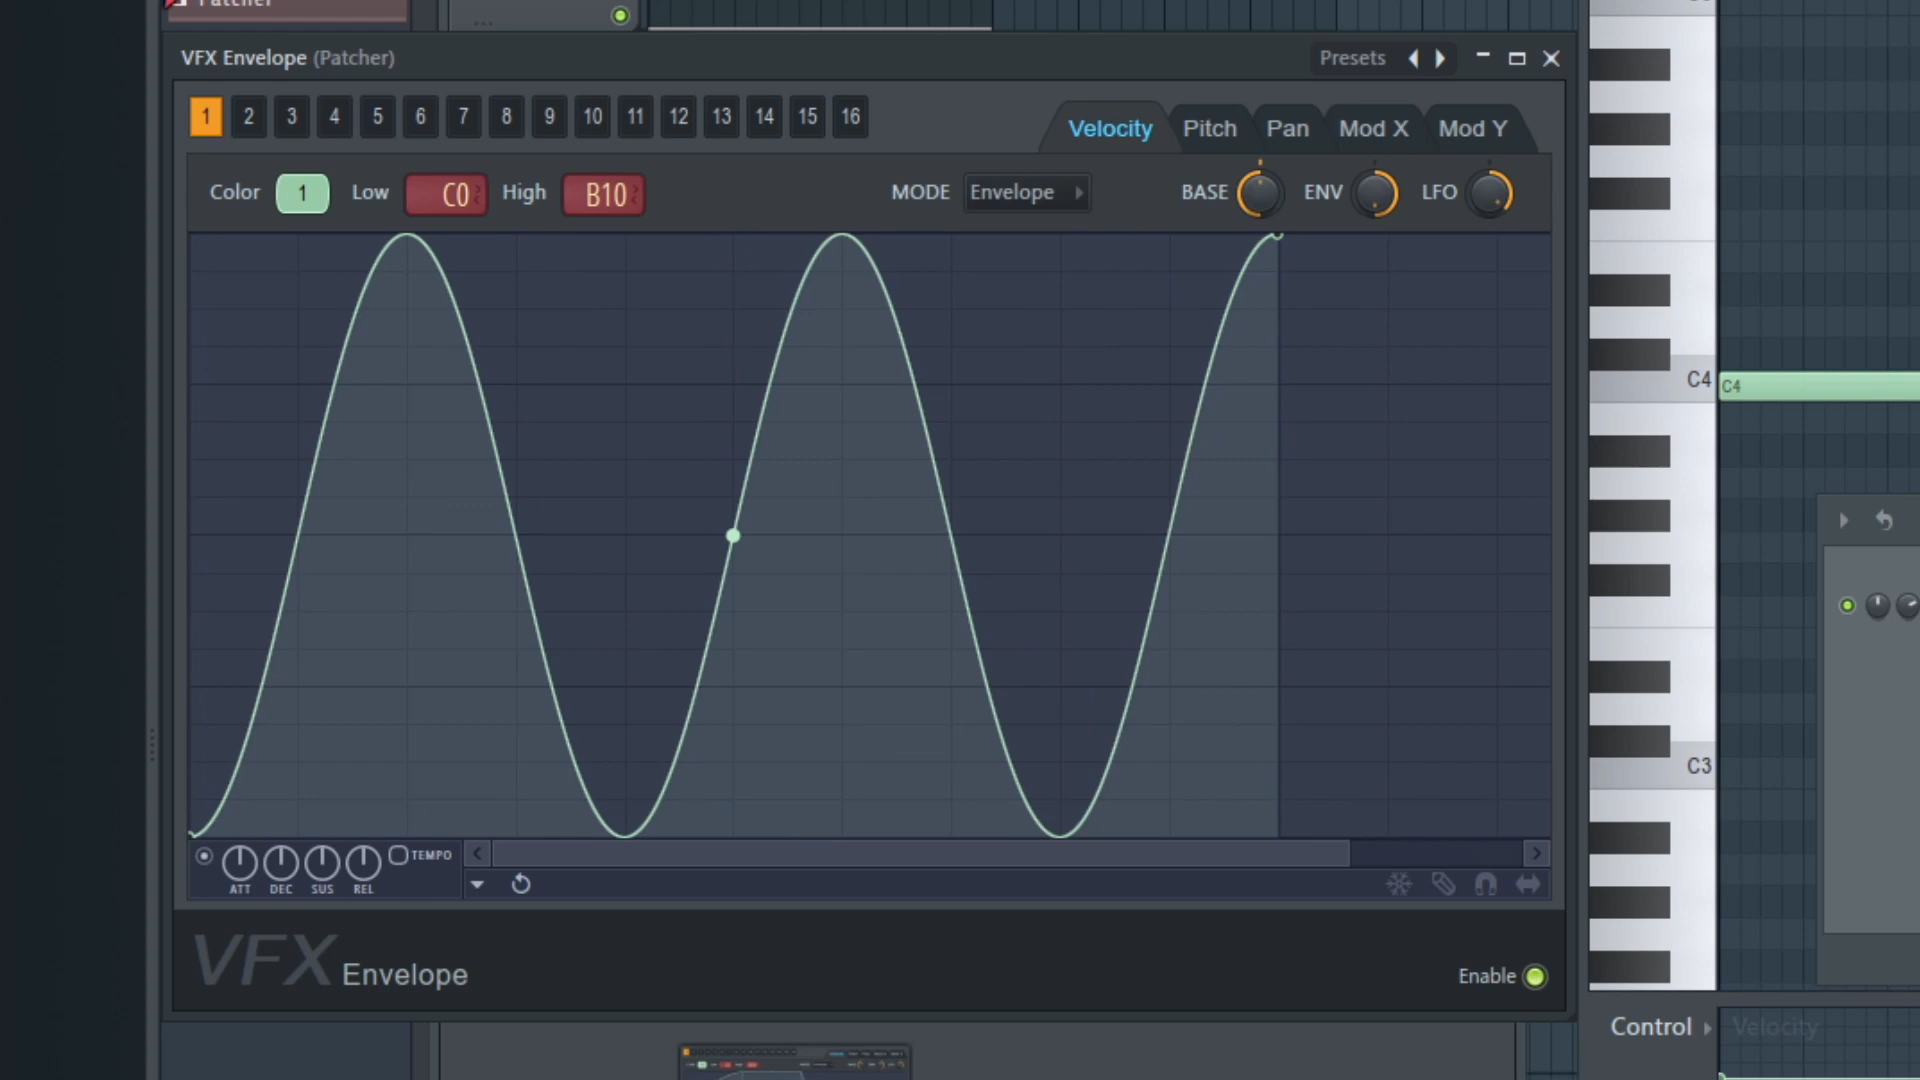 Patcher
...
VFX Envelope (Patcher)
Presets
1 2 3 4 5 6 7 8 9 10 11 12 13 14 15 16
Velocity Pitch Pan Mod X Mod Y
Color 1 Low C0 High B10 MODE Envelope BASE ENV LFO
C4 C4
C3
TEMPO
ATT DEC SUS REL
VFX Envelope
Enable
Control Velocity